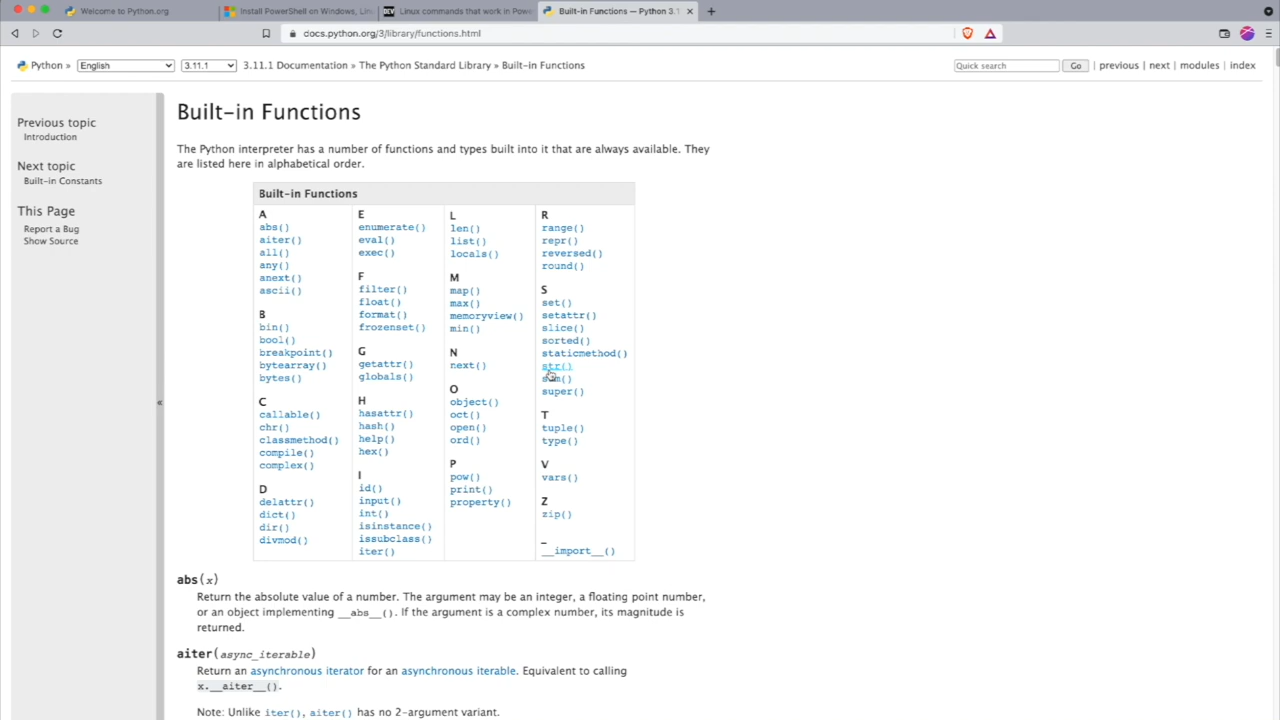 Welcome to Python.org
Install PowerShell on Windows, Lin
DEV Linux commands that work in Pow
Built-in Functions — Python 3.1
docs.python.org/3/library/functions.html
Python » English 3.11.1 3.11.1 Documentation » The Python Standard Library » Built-in Functions
Quick search Go | previous | next | modules | index
Previous topic
Introduction
Next topic
Built-in Constants
This Page
Report a Bug
Show Source
«
Built-in Functions
The Python interpreter has a number of functions and types built into it that are always available. They
are listed here in alphabetical order.
Built-in Functions
A
abs()
aiter()
all()
any()
anext()
ascii()
B
bin()
bool()
breakpoint()
bytearray()
bytes()
C
callable()
chr()
classmethod()
compile()
complex()
D
delattr()
dict()
dir()
divmod()
E
enumerate()
eval()
exec()
F
filter()
float()
format()
frozenset()
G
getattr()
globals()
H
hasattr()
hash()
help()
hex()
I
id()
input()
int()
isinstance()
issubclass()
iter()
L
len()
list()
locals()
M
map()
max()
memoryview()
min()
N
next()
O
object()
oct()
open()
ord()
P
pow()
print()
property()
R
range()
repr()
reversed()
round()
S
set()
setattr()
slice()
sorted()
staticmethod()
str()
sum()
super()
T
tuple()
type()
V
vars()
Z
zip()
_
__import__()
abs(x)
Return the absolute value of a number. The argument may be an integer, a floating point number,
or an object implementing __abs__(). If the argument is a complex number, its magnitude is
returned.
aiter(async_iterable)
Return an asynchronous iterator for an asynchronous iterable. Equivalent to calling
x.__aiter__().
Note: Unlike iter(), aiter() has no 2-argument variant.